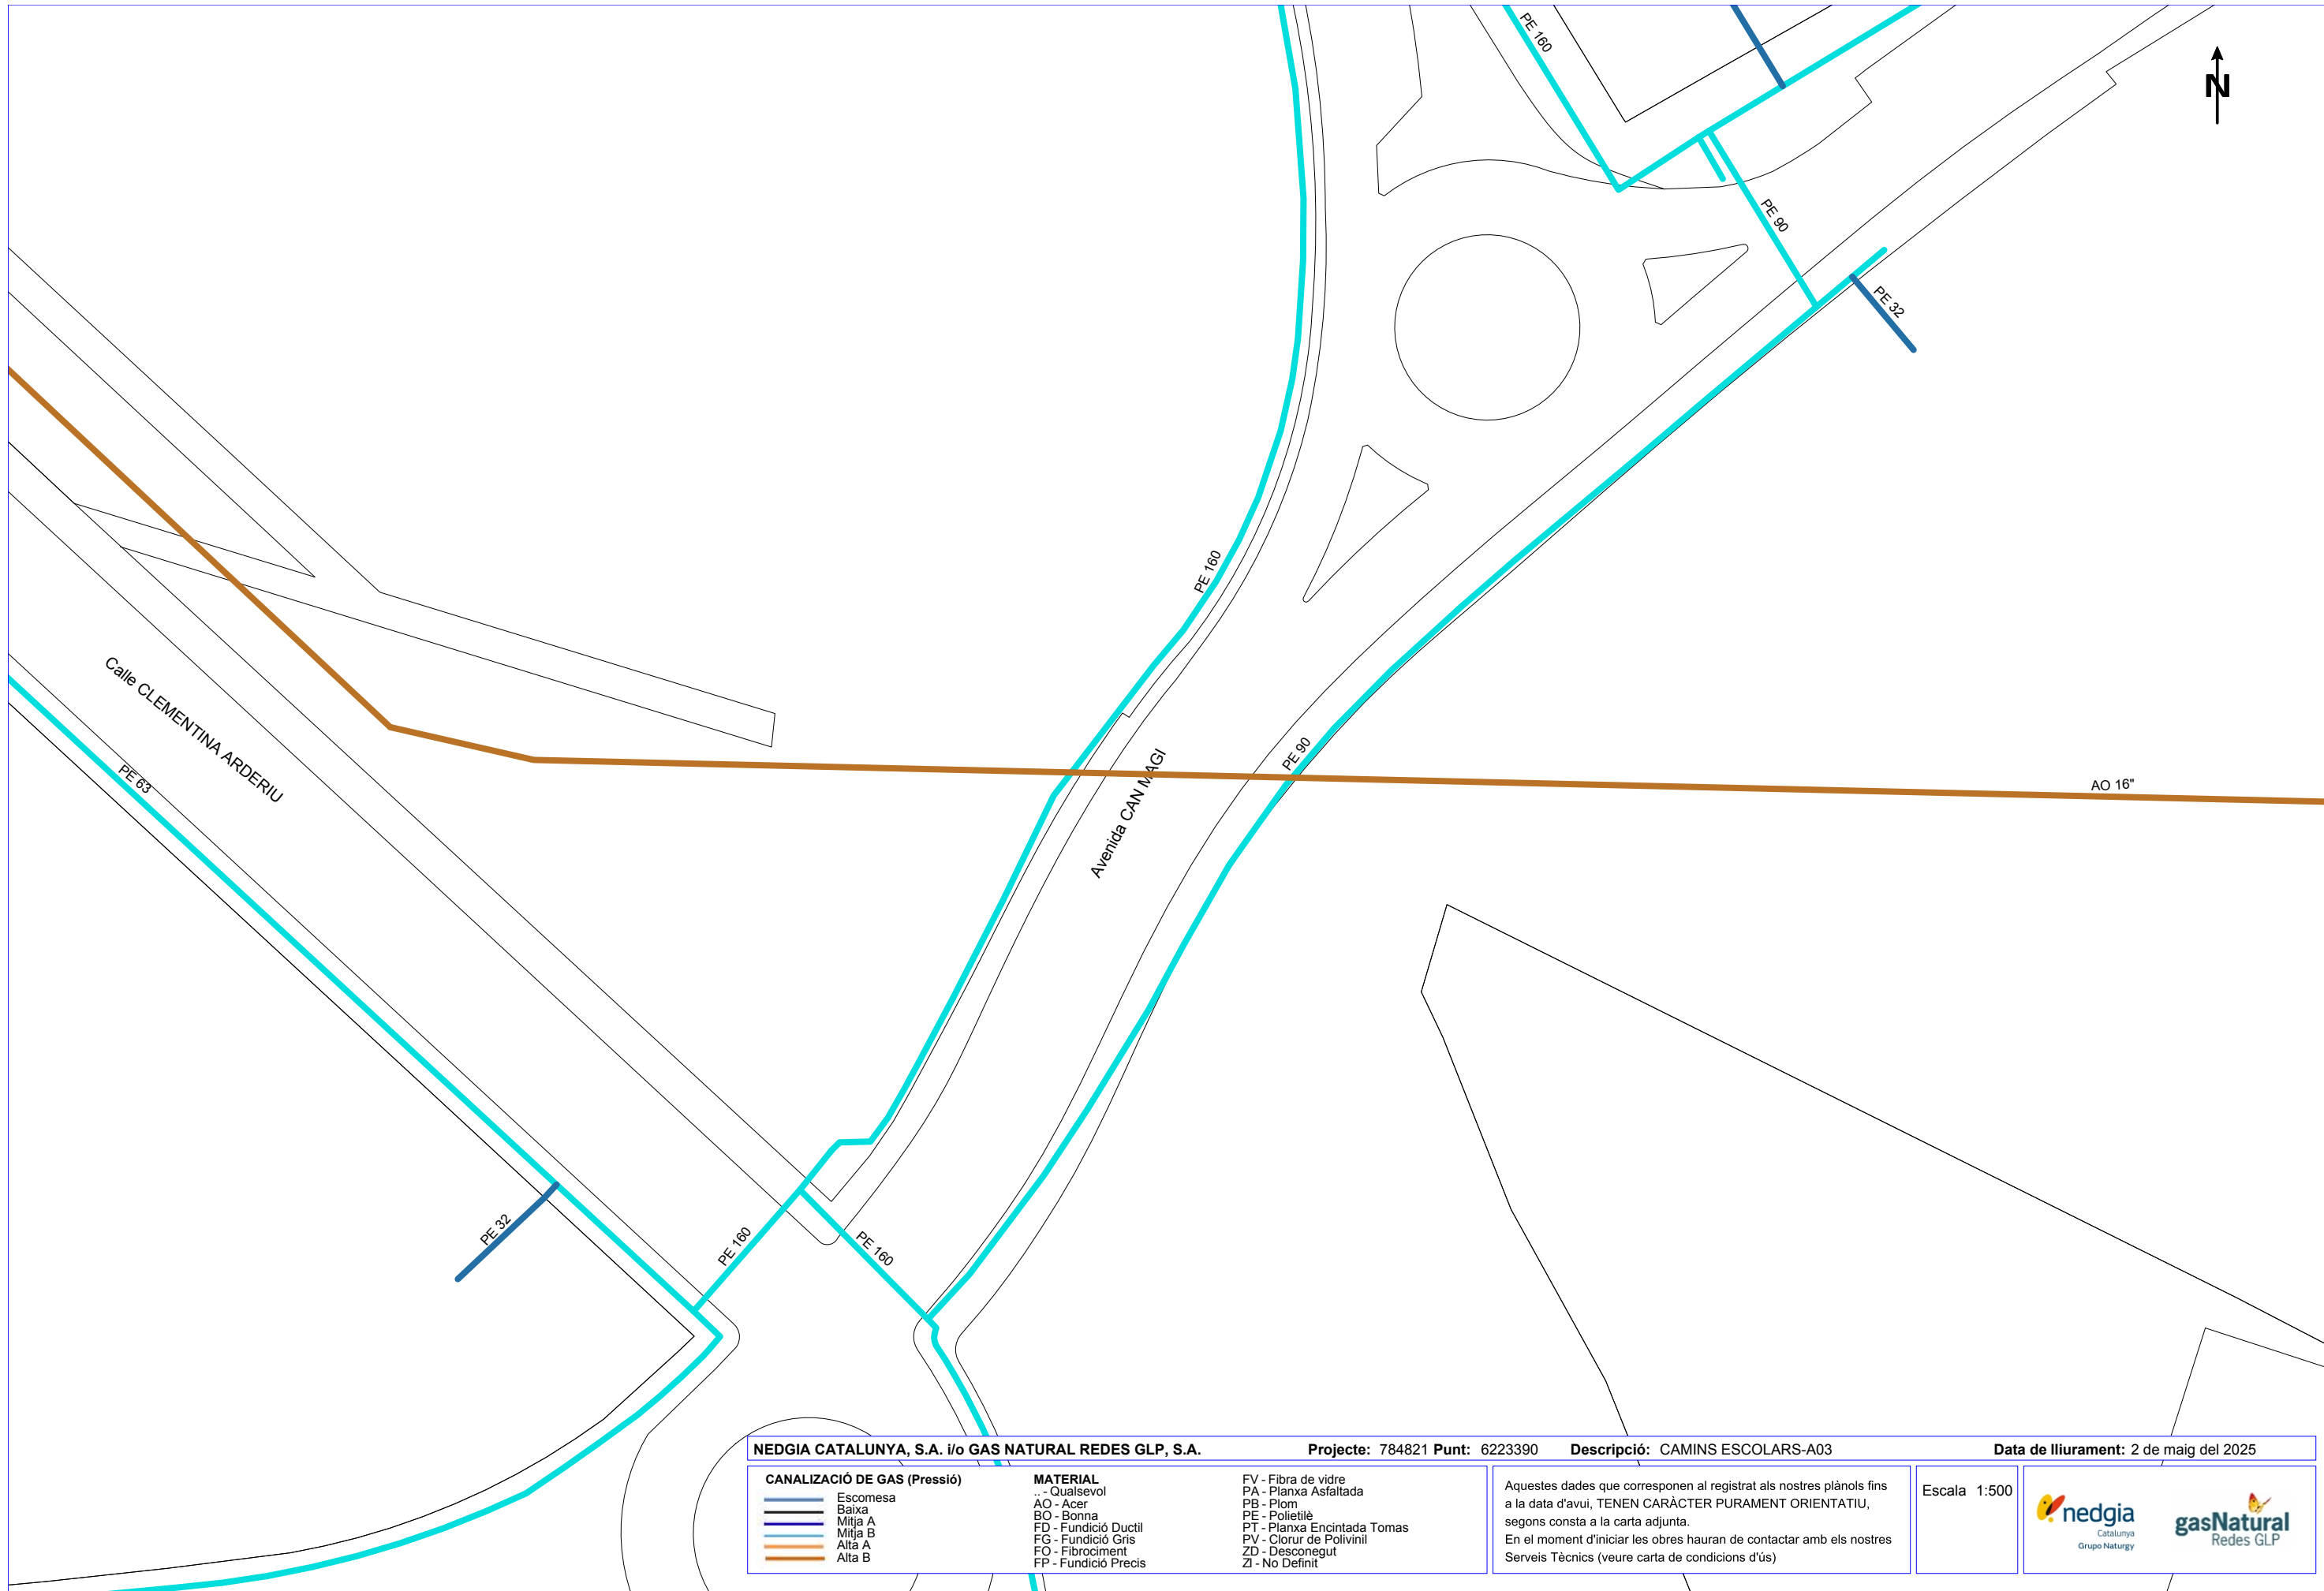 PE 160
N
PE 90
PE 32
PE 160
Calle CLEMENTINA ARDERIU
PE 63
Avenida CAN MAGI
PE 90
AO 16"
PE 32
PE 160
PE 160
NEDGIA CATALUNYA, S.A. i/o GAS NATURAL REDES GLP, S.A. Projecte: 784821 Punt: 6223390 Descripció: CAMINS ESCOLARS-A03 Data de lliurament: 2 de maig del 2025
CANALIZACIÓ DE GAS (Pressió)
Escomesa
Baixa
Mitja A
Mitja B
Alta A
Alta B
MATERIAL
.. - Qualsevol
AO - Acer
BO - Bonna
FD - Fundició Ductil
FG - Fundició Gris
FO - Fibrociment
FP - Fundició Precis
FV - Fibra de vidre
PA - Planxa Asfaltada
PB - Plom
PE - Polietilè
PT - Planxa Encintada Tomas
PV - Clorur de Polivinil
ZD - Desconegut
ZI - No Definit
Aquestes dades que corresponen al registrat als nostres plànols fins
a la data d'avui, TENEN CARÀCTER PURAMENT ORIENTATIU,
segons consta a la carta adjunta.
En el moment d'iniciar les obres hauran de contactar amb els nostres
Serveis Tècnics (veure carta de condicions d'ús)
Escala 1:500
nedgia
Catalunya
Grupo Naturgy
gasNatural
Redes GLP